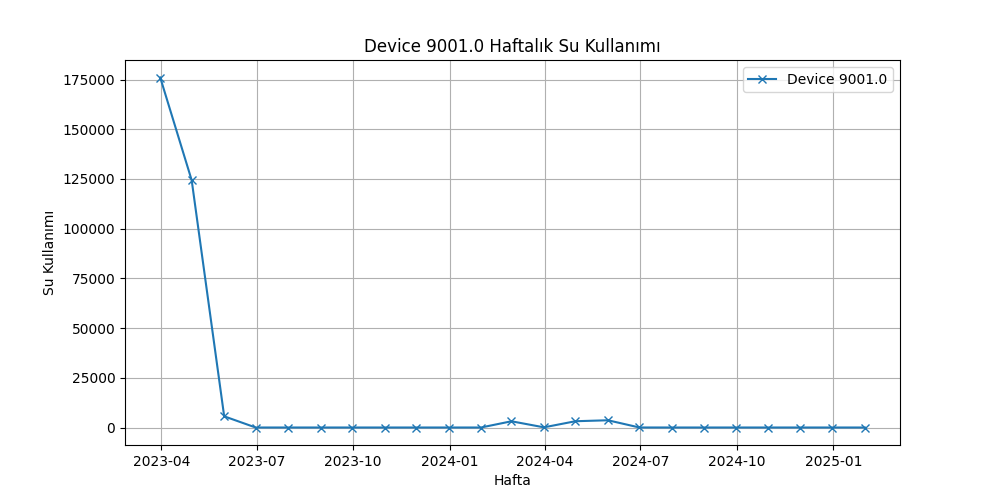 Device 9001.0 Haftalık Su Kullanımı
Device 9001.0
Su Kullanımı
175000
150000
125000
100000
75000
50000
25000
0
2023-04 2023-07 2023-10 2024-01 2024-04 2024-07 2024-10 2025-01
Hafta